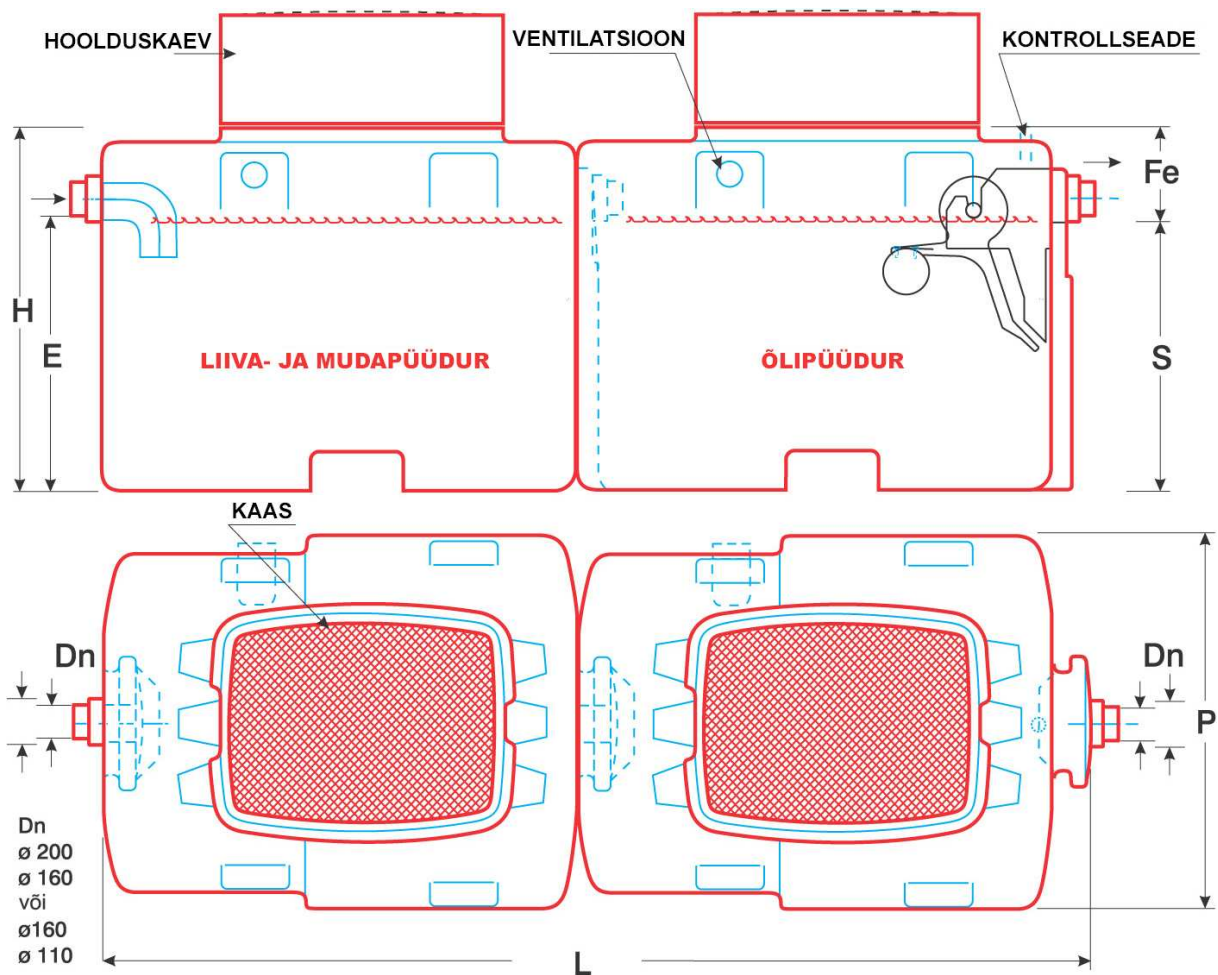 HOOLDUSKAEV
VENTILATSIOON
KONTROLLSEADE
Fe
H
E
LIIVA- JA MUDAPÜÜDUR
ÕLIPÜÜDUR
S
KAAS
Dn
Dn
P
Dn
ø 200
ø 160
või
ø160
ø 110
L